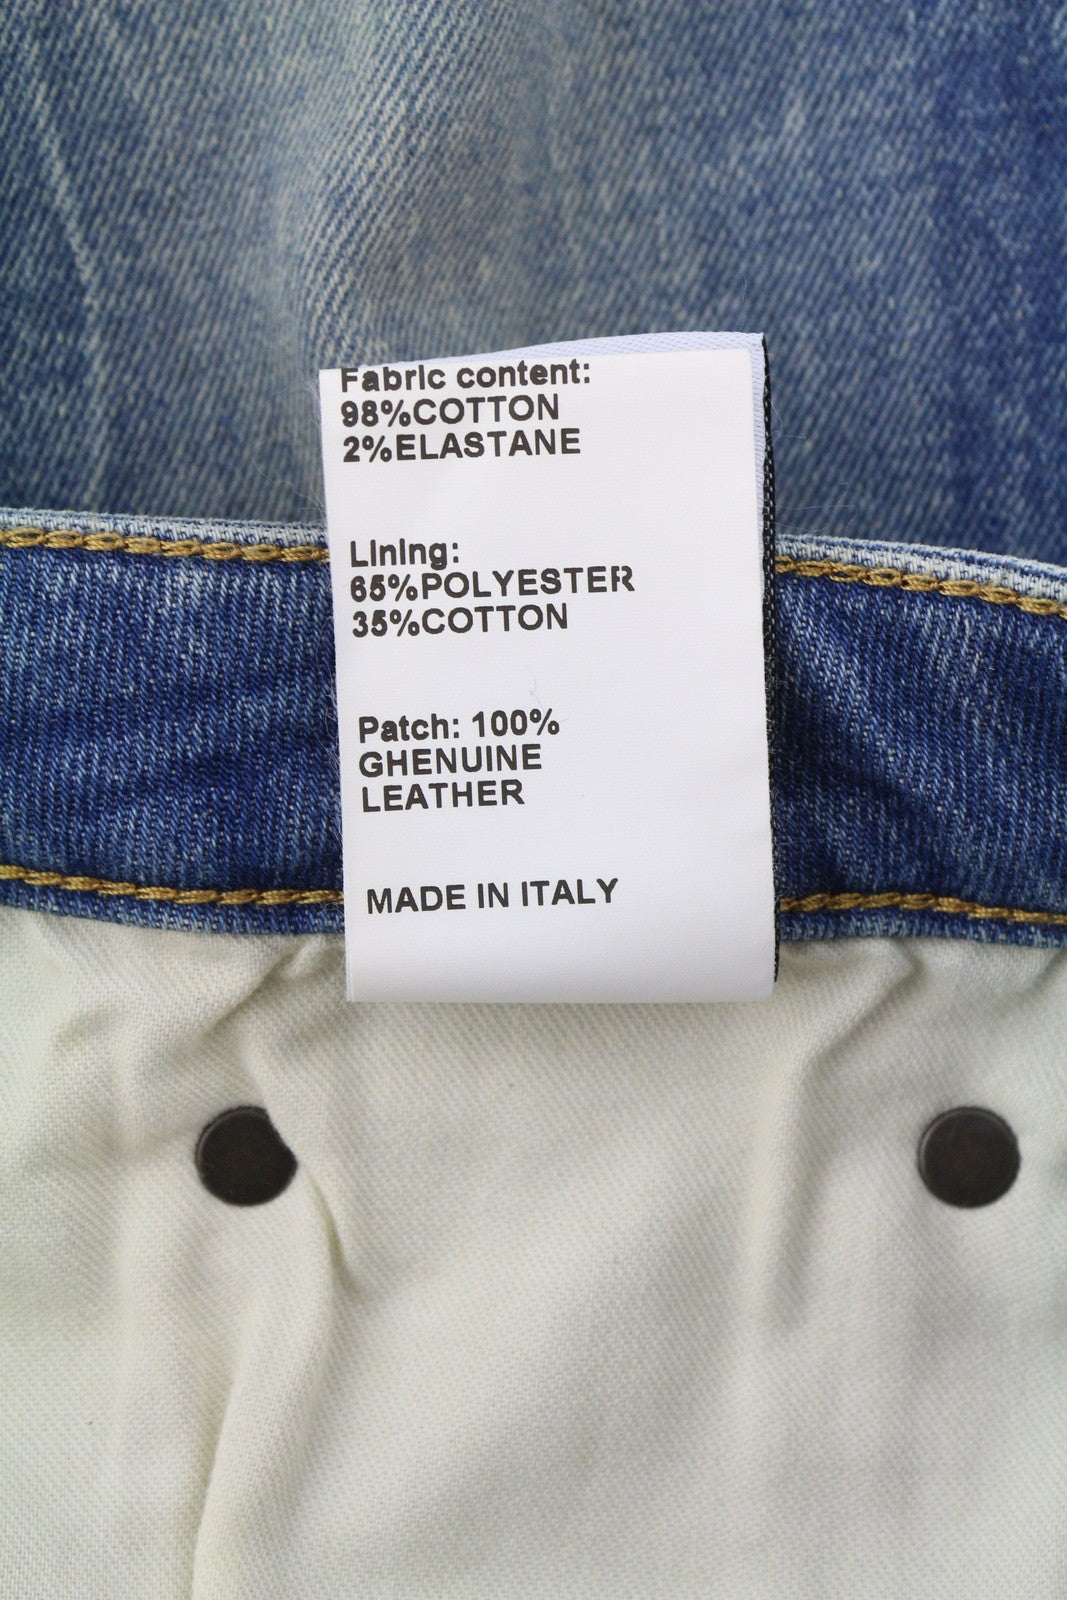 Fabric content:
98%COTTON
2%ELASTANE
Lining:
65%POLYESTER
35%COTTON
Patch: 100%
GHENUINE
LEATHER
MADE IN ITALY